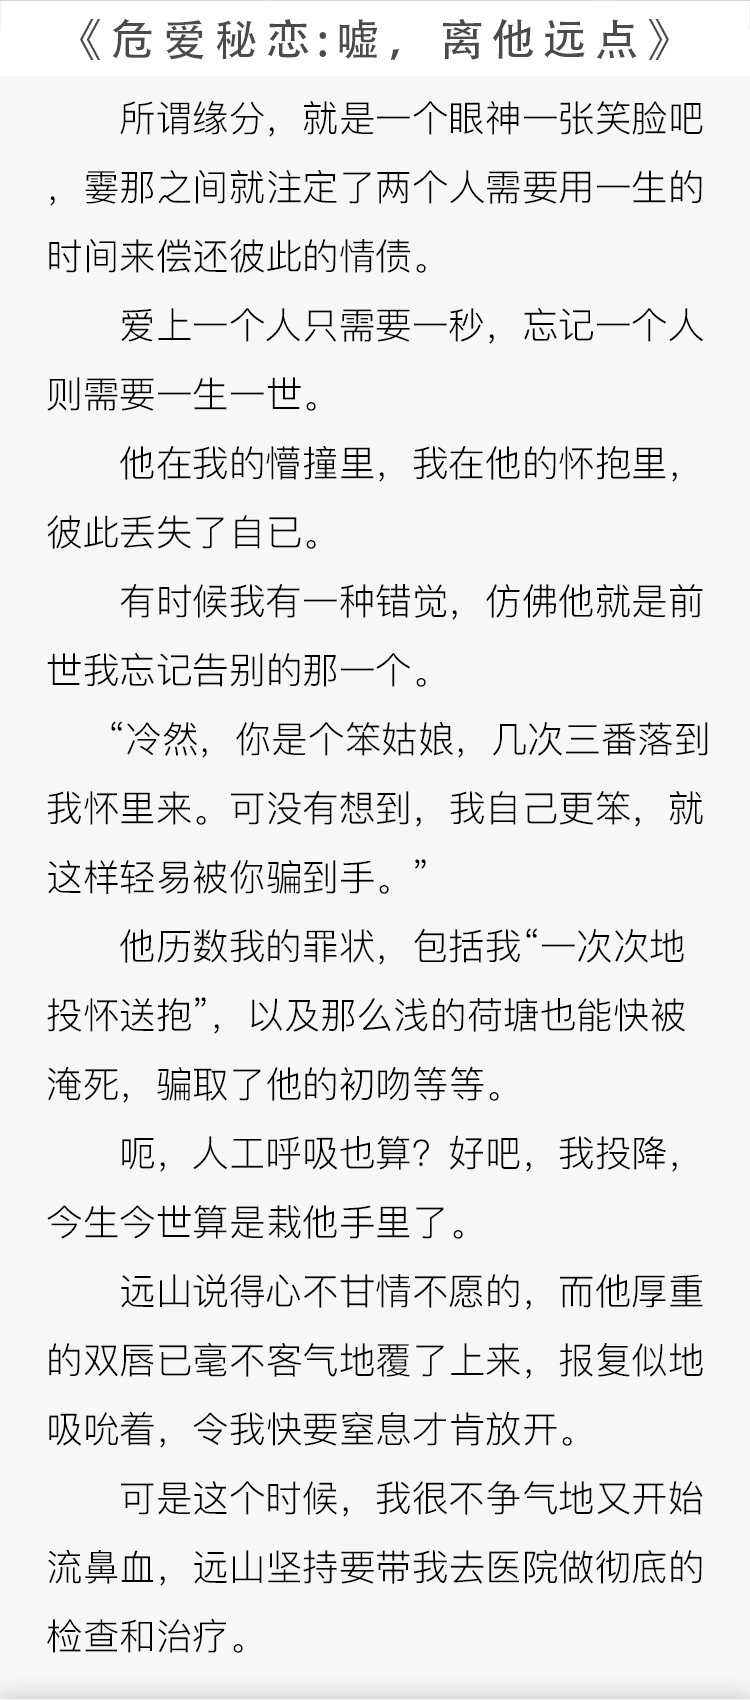 《危爱秘恋:嘘，离他远点》
所谓缘分，就是一个眼神一张笑脸吧
，霎那之间就注定了两个人需要用一生的
时间来偿还彼此的情债。
爱上一个人只需要一秒，忘记一个人
则需要一生一世。
他在我的懵撞里，我在他的怀抱里，
彼此丢失了自已。
有时候我有一种错觉，仿佛他就是前
世我忘记告别的那一个。
“冷然，你是个笨姑娘，几次三番落到
我怀里来。可没有想到，我自己更笨，就
这样轻易被你骗到手。”
他历数我的罪状，包括我“一次次地
投怀送抱”，以及那么浅的荷塘也能快被
淹死，骗取了他的初吻等等。
呃，人工呼吸也算？好吧，我投降，
今生今世算是栽他手里了。
远山说得心不甘情不愿的，而他厚重
的双唇已毫不客气地覆了上来，报复似地
吸吮着，令我快要窒息才肯放开。
可是这个时候，我很不争气地又开始
流鼻血，远山坚持要带我去医院做彻底的
检查和治疗。